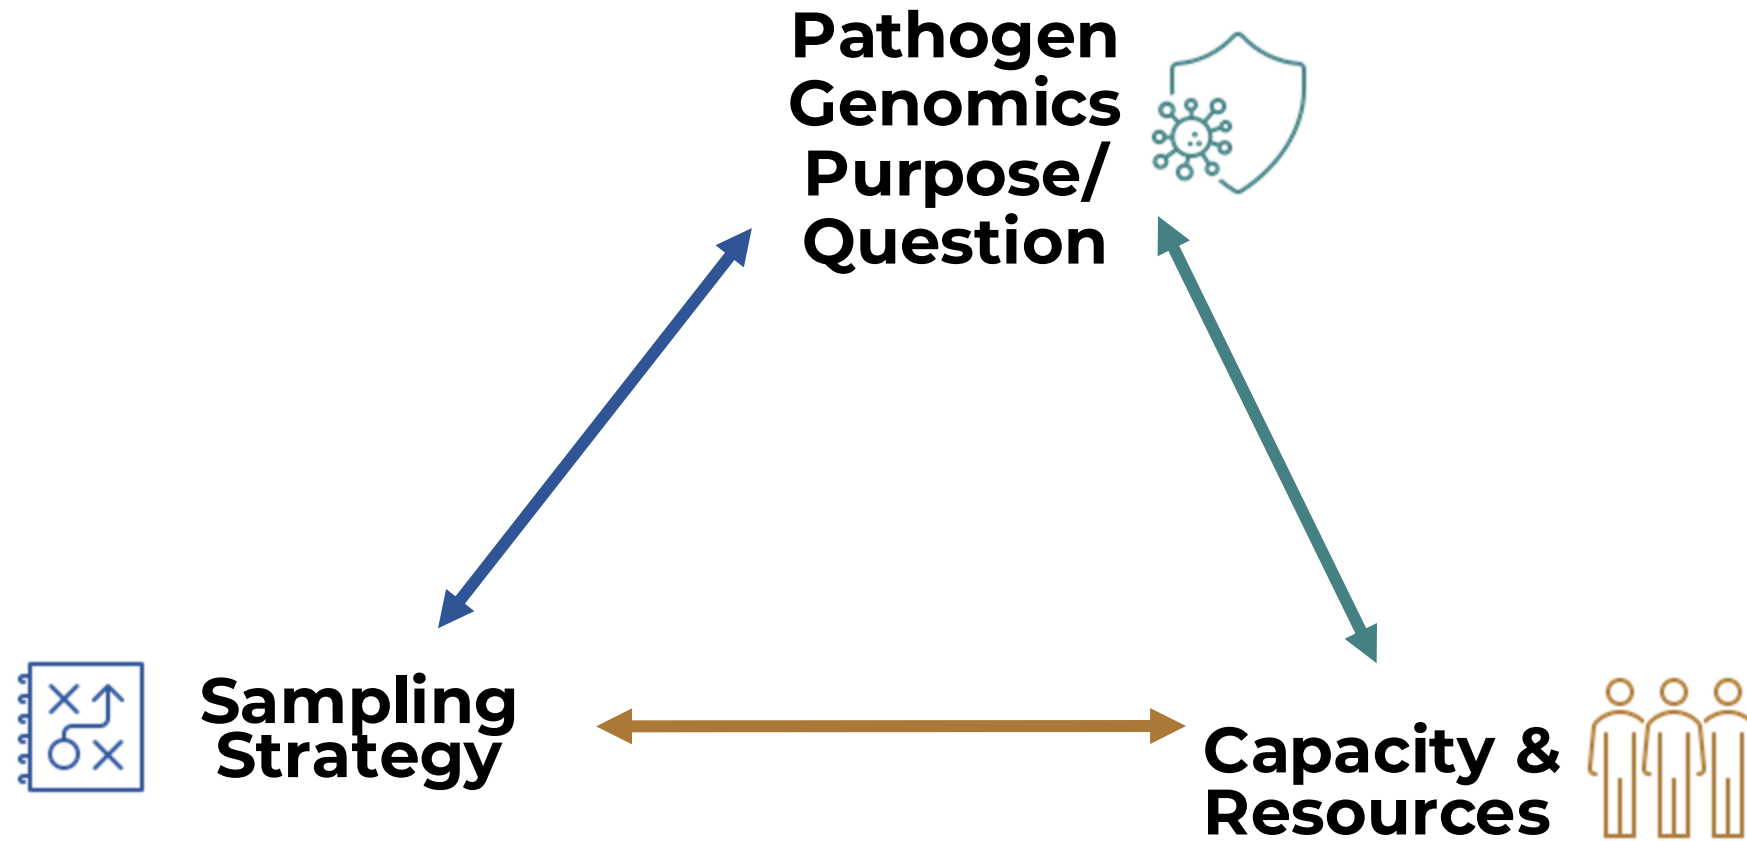 Pathogen
Genomics
Purpose/
Question
Sampling
Strategy
Capacity &
Resources